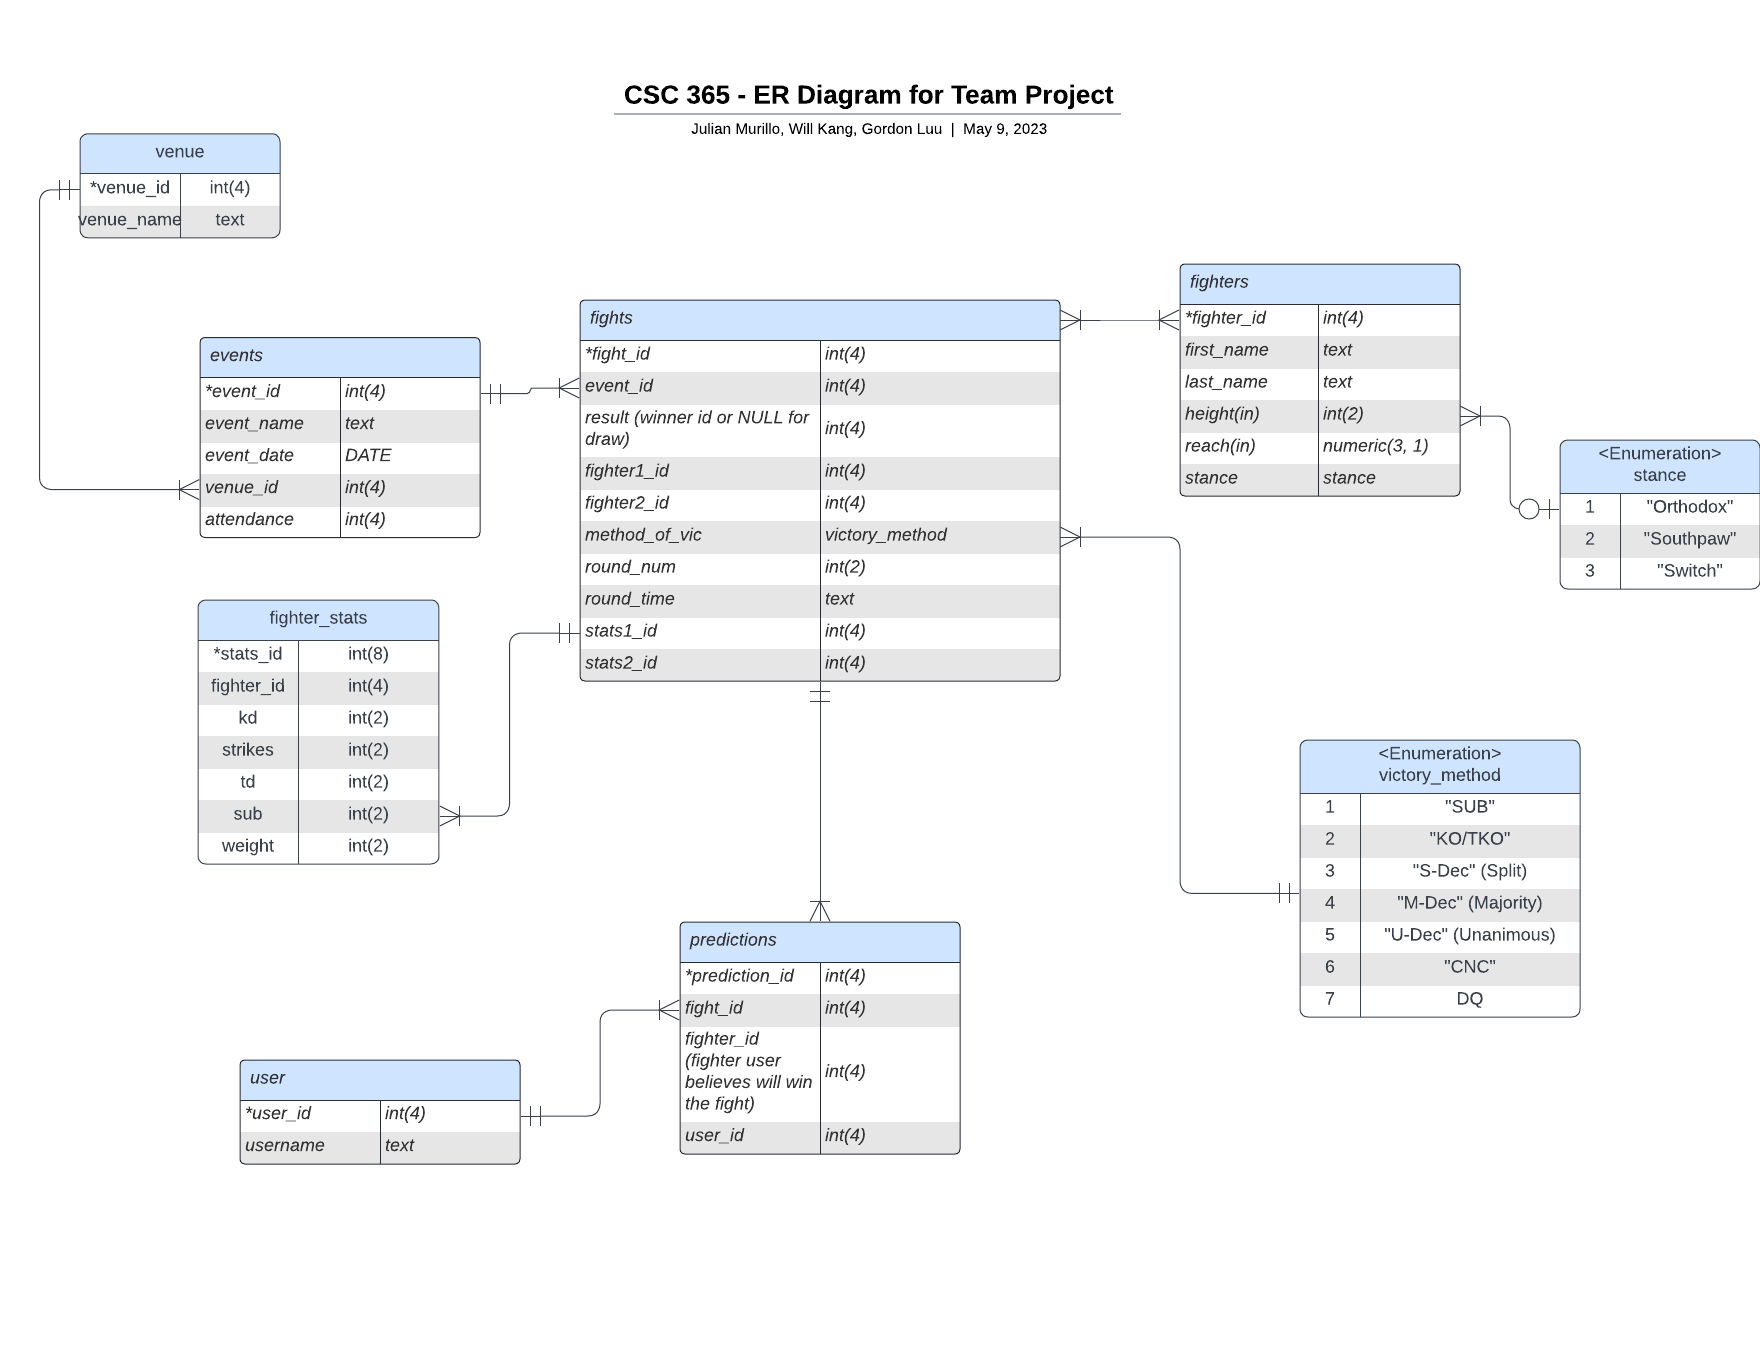 CSC 365 - ER Diagram for Team Project
Julian Murillo, Will Kang, Gordon Luu | May 9, 2023
venue
*venue_id int(4)
venue_name text
events
*event_id int(4)
event_name text
event_date DATE
venue_id int(4)
attendance int(4)
fights
*fight_id int(4)
event_id int(4)
result (winner id or NULL for
draw) int(4)
fighter1_id int(4)
fighter2_id int(4)
method_of_vic victory_method
round_num int(2)
round_time text
stats1_id int(4)
stats2_id int(4)
fighters
*fighter_id int(4)
first_name text
last_name text
height(in) int(2)
reach(in) numeric(3, 1)
stance stance
<Enumeration>
stance
1 "Orthodox"
2 "Southpaw"
3 "Switch"
fighter_stats
*stats_id int(8)
fighter_id int(4)
kd int(2)
strikes int(2)
td int(2)
sub int(2)
weight int(2)
<Enumeration>
victory_method
1 "SUB"
2 "KO/TKO"
3 "S-Dec" (Split)
4 "M-Dec" (Majority)
5 "U-Dec" (Unanimous)
6 "CNC"
7 DQ
predictions
*prediction_id int(4)
fight_id int(4)
fighter_id
(fighter user
believes will win
the fight) int(4)
user_id int(4)
user
*user_id int(4)
username text